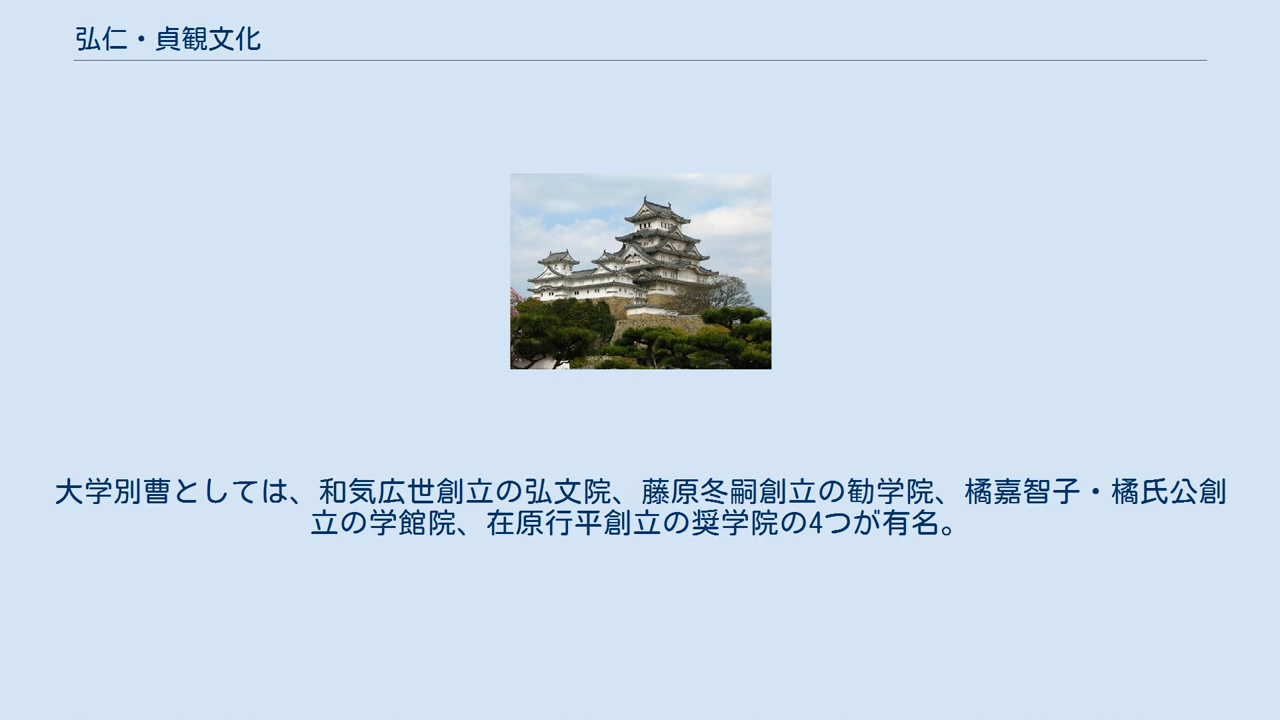 弘仁・貞観文化
大学別曹としては、和気広世創立の弘文院、藤原冬嗣創立の勧学院、橘嘉智子・橘氏公創
立の学館院、在原行平創立の奨学院の4つが有名。